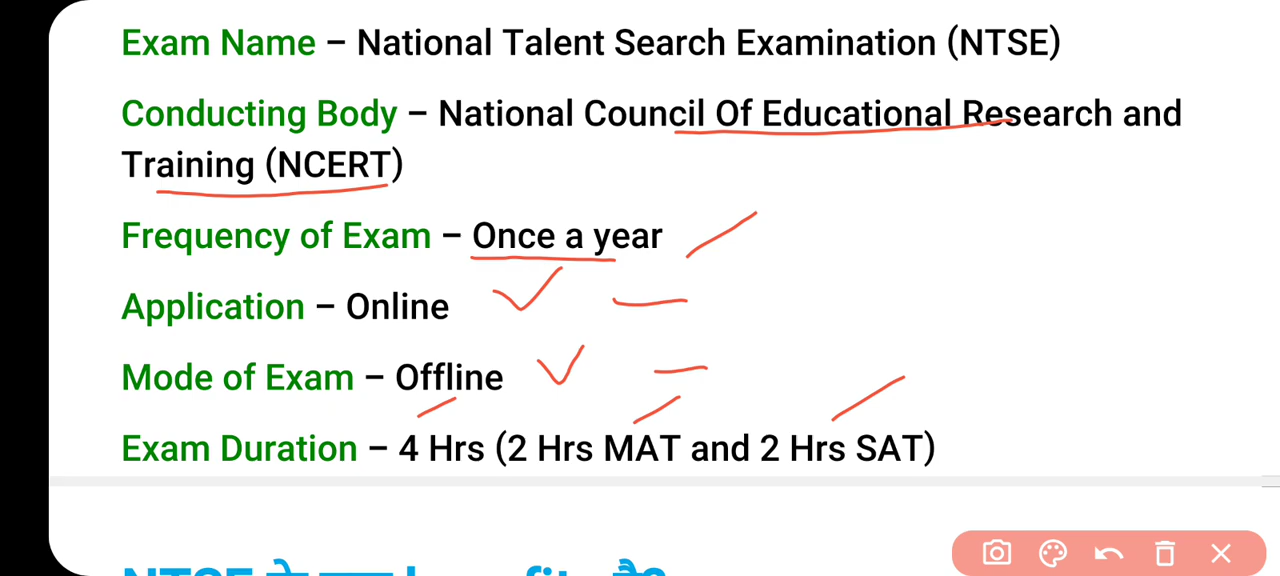 Exam Name – National Talent Search Examination (NTSE)
Conducting Body – National Council Of Educational Research and
Training (NCERT)
Frequency of Exam – Once a year
Application – Online
Mode of Exam – Offline
Exam Duration – 4 Hrs (2 Hrs MAT and 2 Hrs SAT)
NTSE के